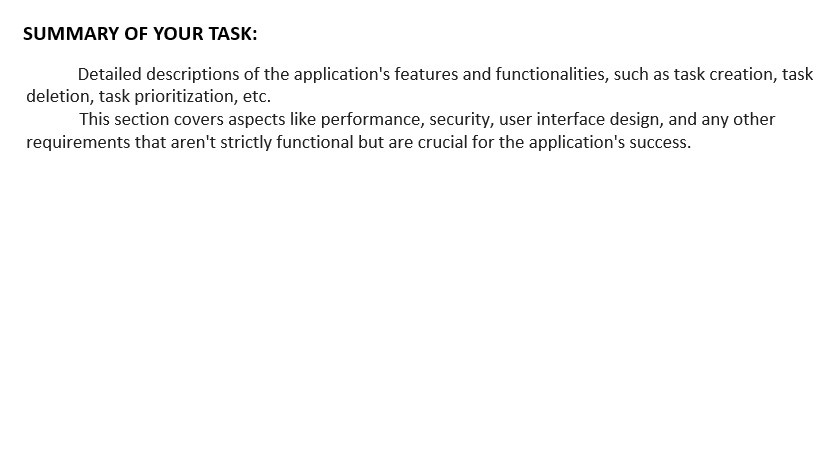 SUMMARY OF YOUR TASK:
Detailed descriptions of the application's features and functionalities, such as task creation, task
deletion, task prioritization, etc.
This section covers aspects like performance, security, user interface design, and any other
requirements that aren't strictly functional but are crucial for the application's success.